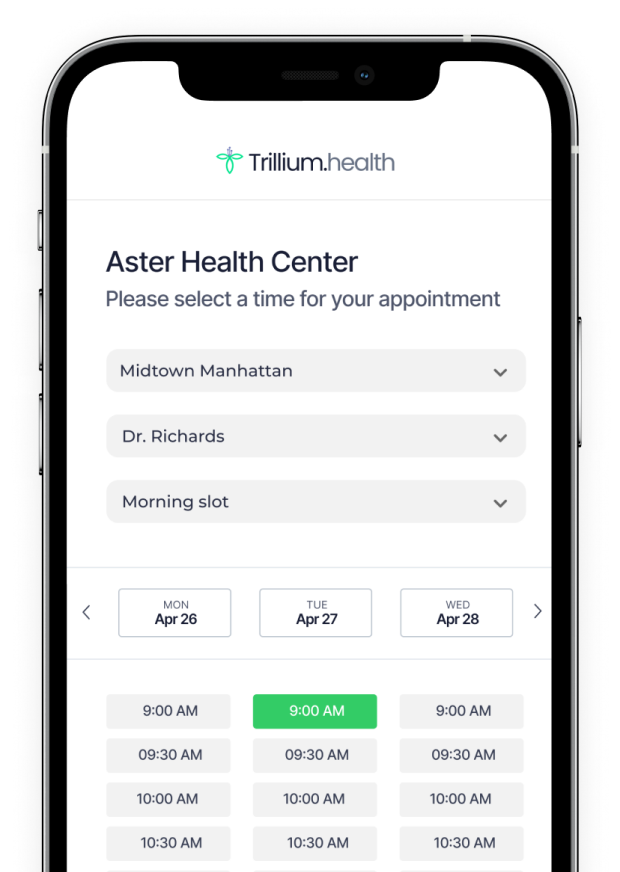 Trillium.health
Aster Health Center
Please select a time for your appointment
Midtown Manhattan
Dr. Richards
Morning slot
MON TUE WED
Apr 26 Apr 27 Apr 28
9:00 AM 9:00 AM 9:00 AM
09:30 AM 09:30 AM 09:30 AM
10:00 AM 10:00 AM 10:00 AM
10:30 AM 10:30 AM 10:30 AM